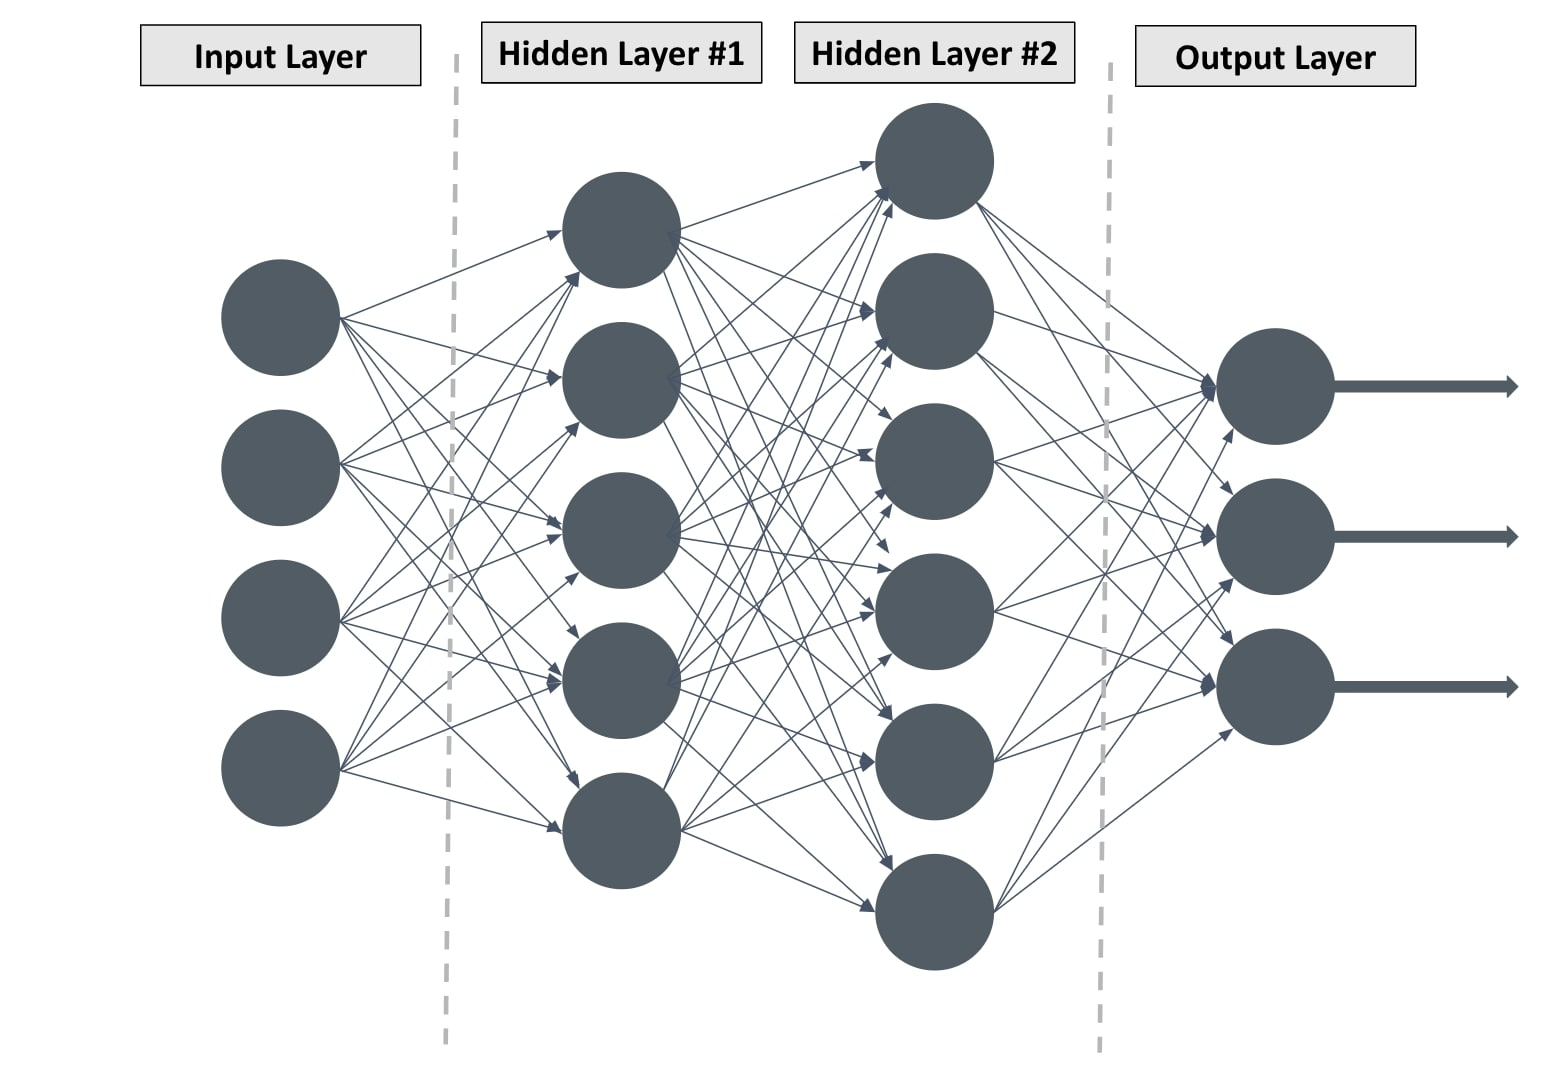 Input Layer
Hidden Layer #1
Hidden Layer #2
Output Layer